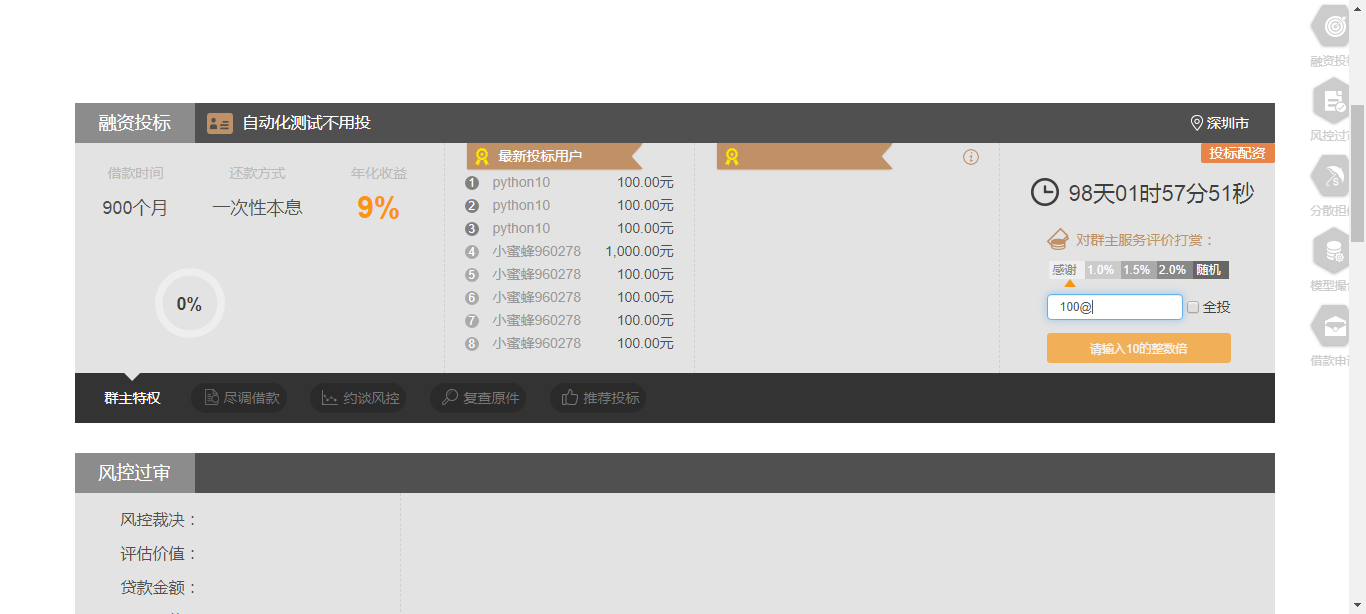 融资投标
自动化测试不用投
深圳市
借款时间 还款方式 年化收益
900个月 一次性本息 9%
0%
最新投标用户
1 python10 100.00元
2 python10 100.00元
3 python10 100.00元
4 小蜜蜂960278 1,000.00元
5 小蜜蜂960278 100.00元
6 小蜜蜂960278 100.00元
7 小蜜蜂960278 100.00元
8 小蜜蜂960278 100.00元
投标配资
98天01时57分51秒
对群主服务评价打赏：
感谢 1.0% 1.5% 2.0% 随机
100@
全投
请输入10的整数倍
群主特权 尽调借款 约谈风控 复查原件 推荐投标
风控过审
风控裁决：
评估价值：
贷款金额：
融资投
风控过
分散担
模型撮
借款申